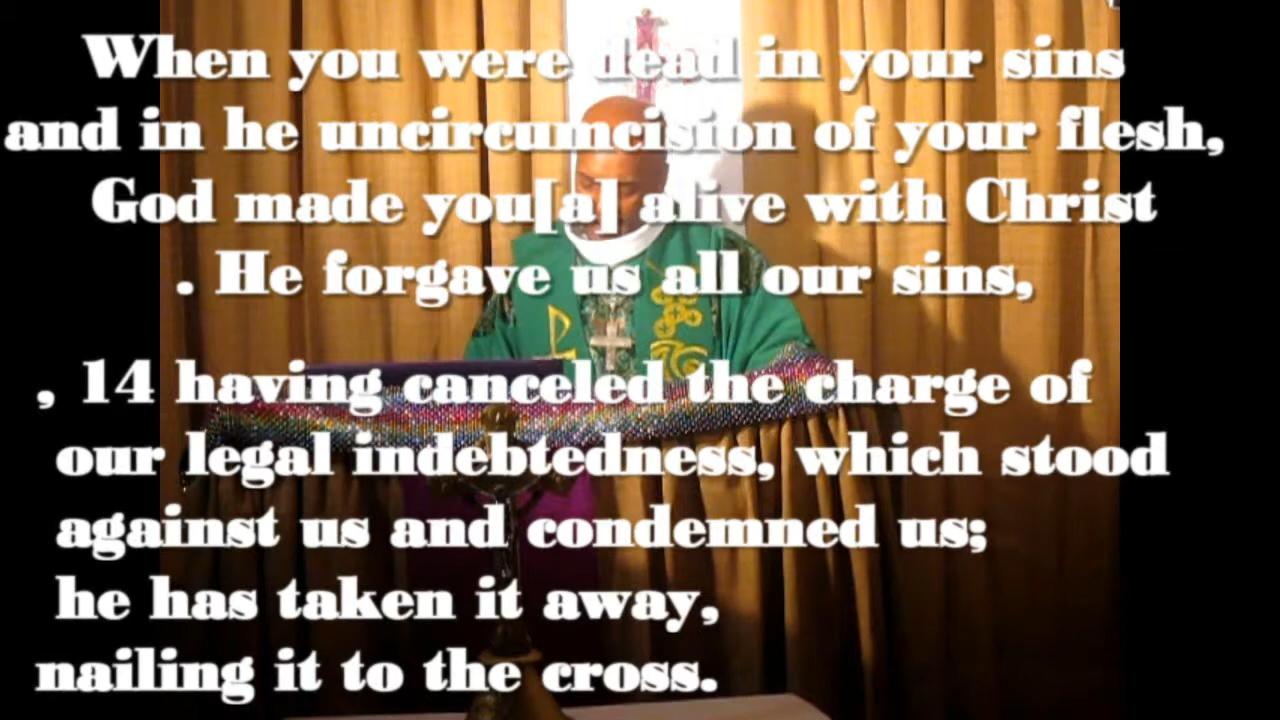 When you were dead in your sins
and in he uncircumcision of your flesh,
God made you[a] alive with Christ
. He forgave us all our sins,
, 14 having canceled the charge of
our legal indebtedness, which stood
against us and condemned us;
he has taken it away,
nailing it to the cross.